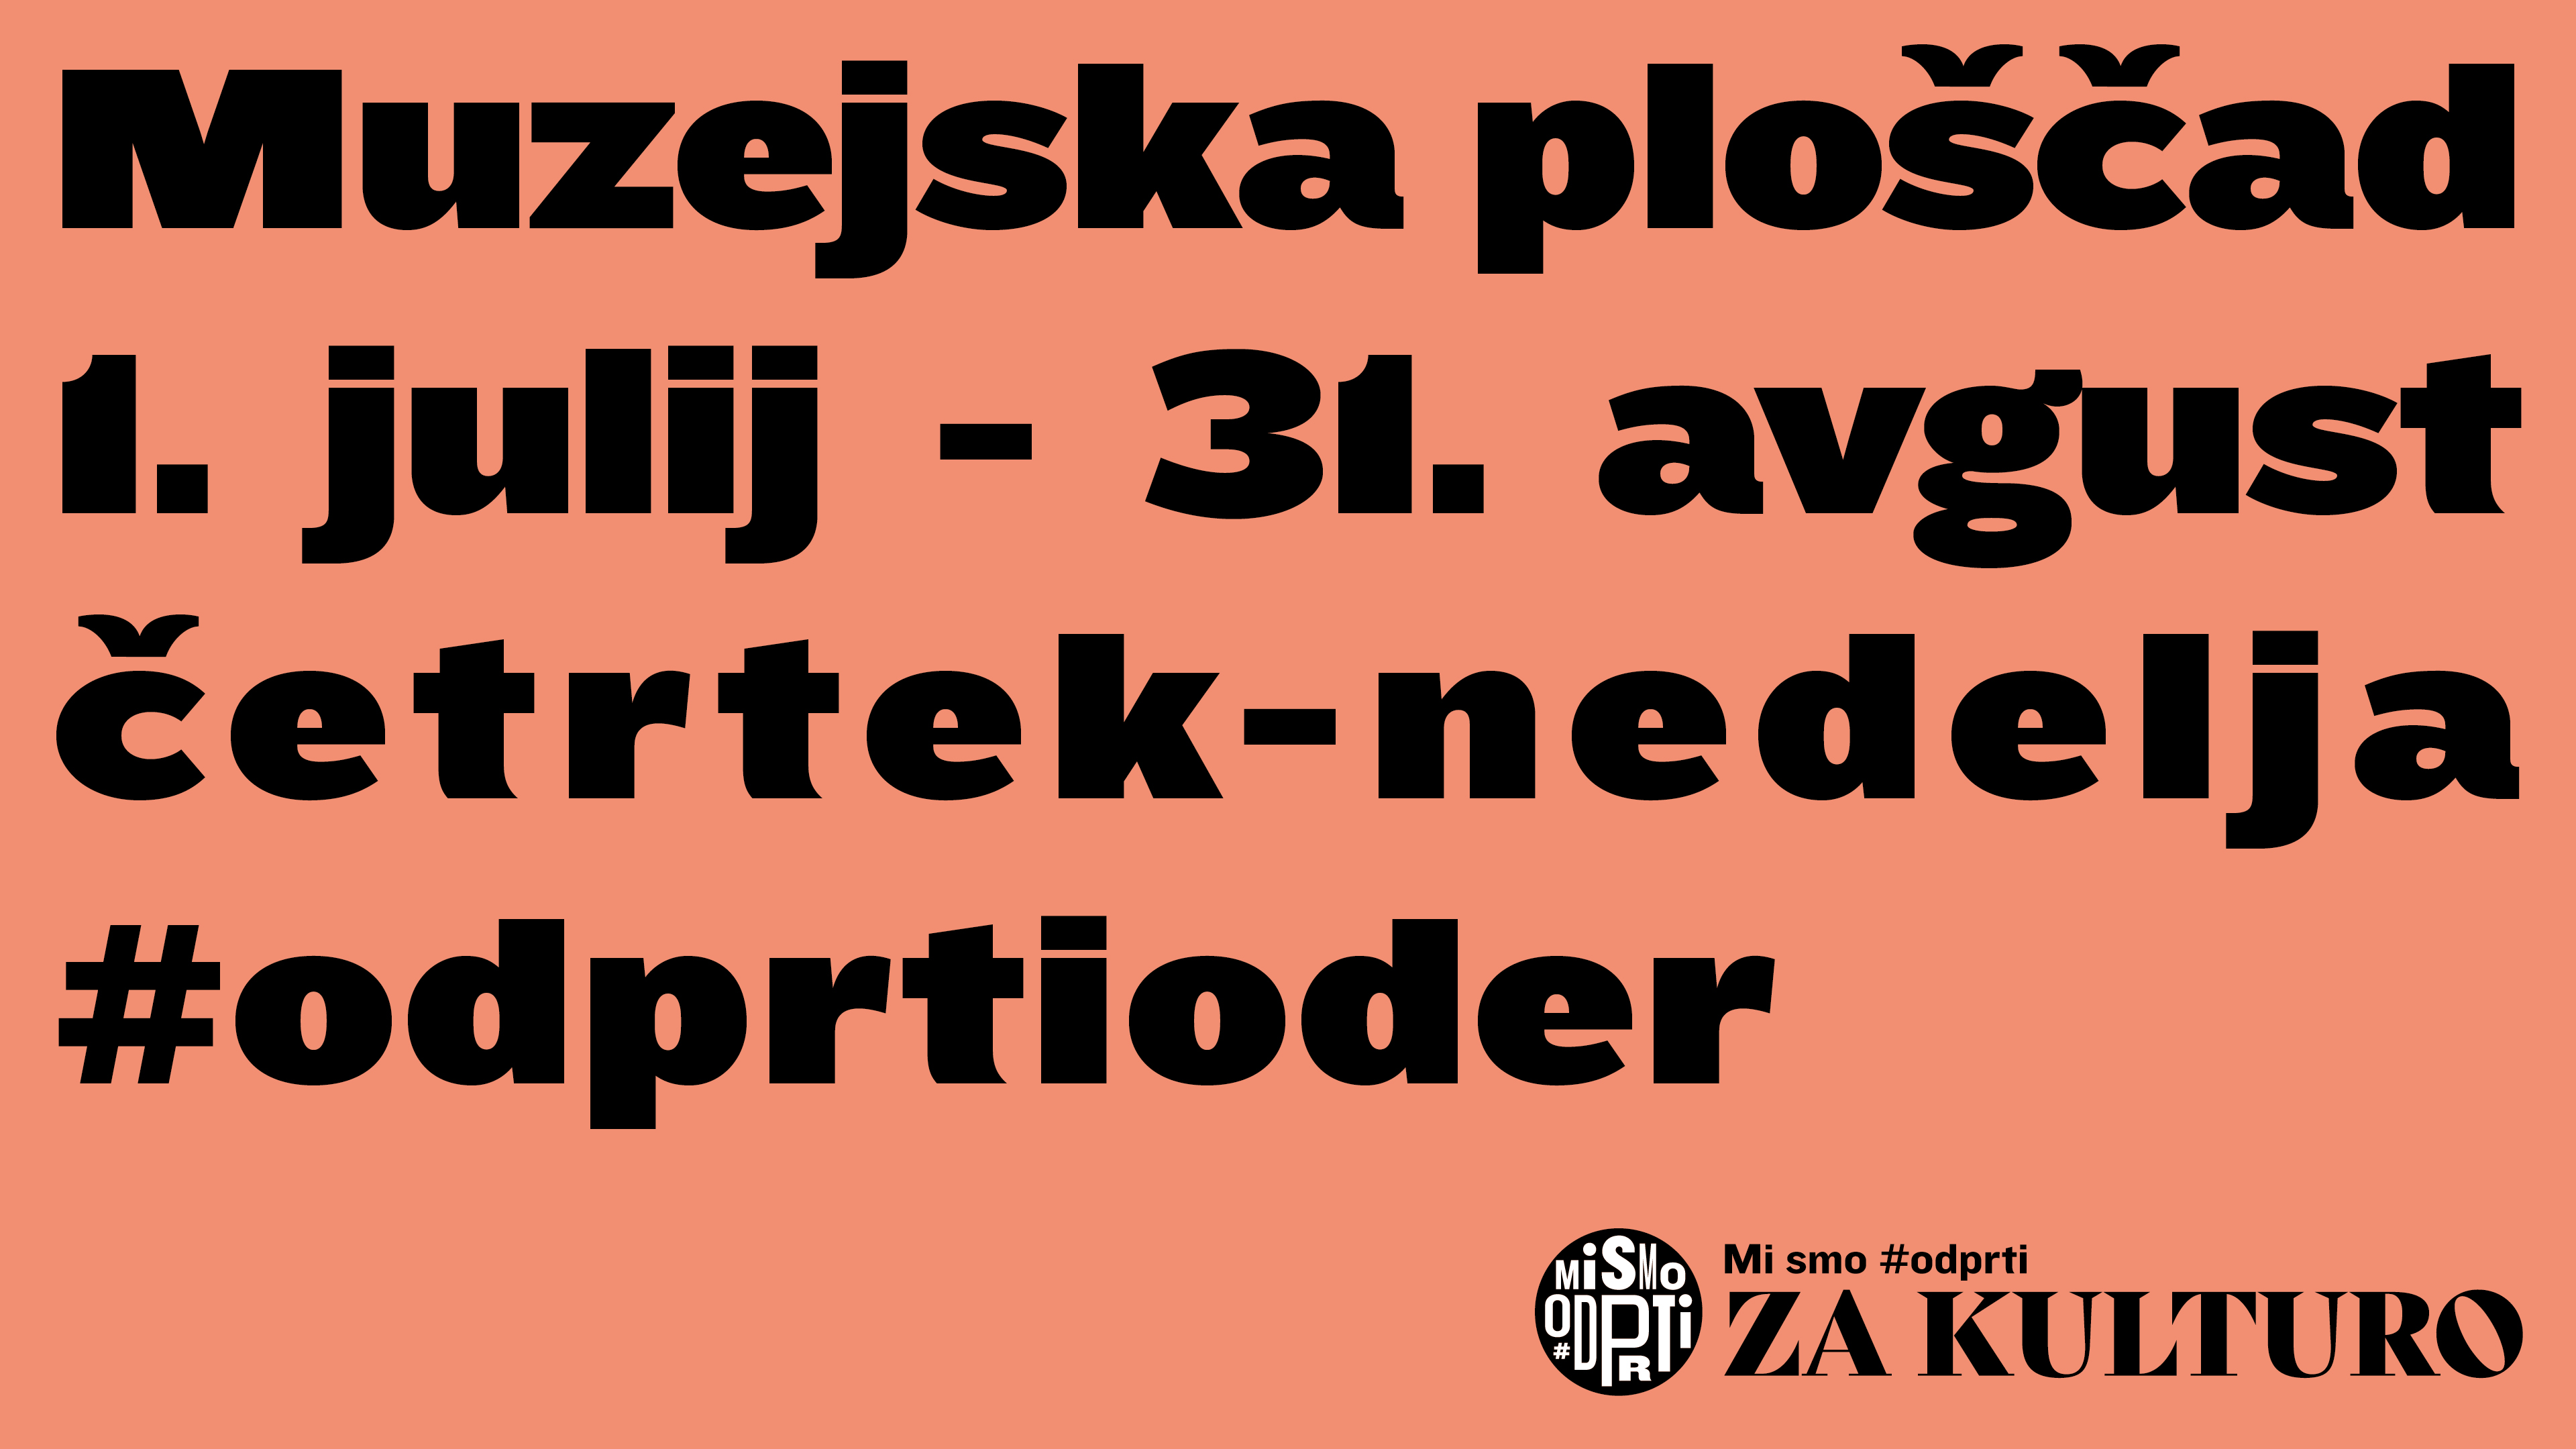 Muzejska ploščad
1. julij - 31. avgust
četrtek-nedelja
#odprtioder
MiSMO
ODPRTi
#
Mi smo #odprti
ZA KULTURO